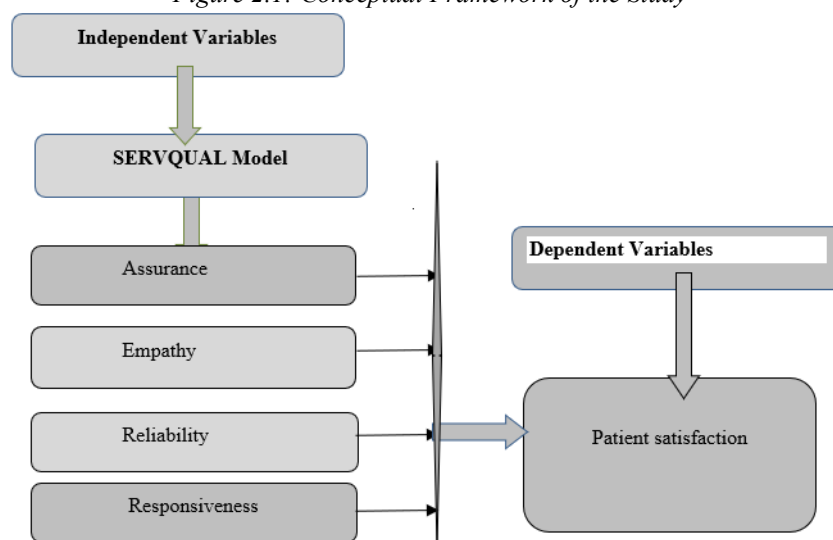 Figure 2.1: Conceptual Framework of the Study
Independent Variables
SERVQUAL Model
Assurance
Empathy
Reliability
Responsiveness
Dependent Variables
Patient satisfaction